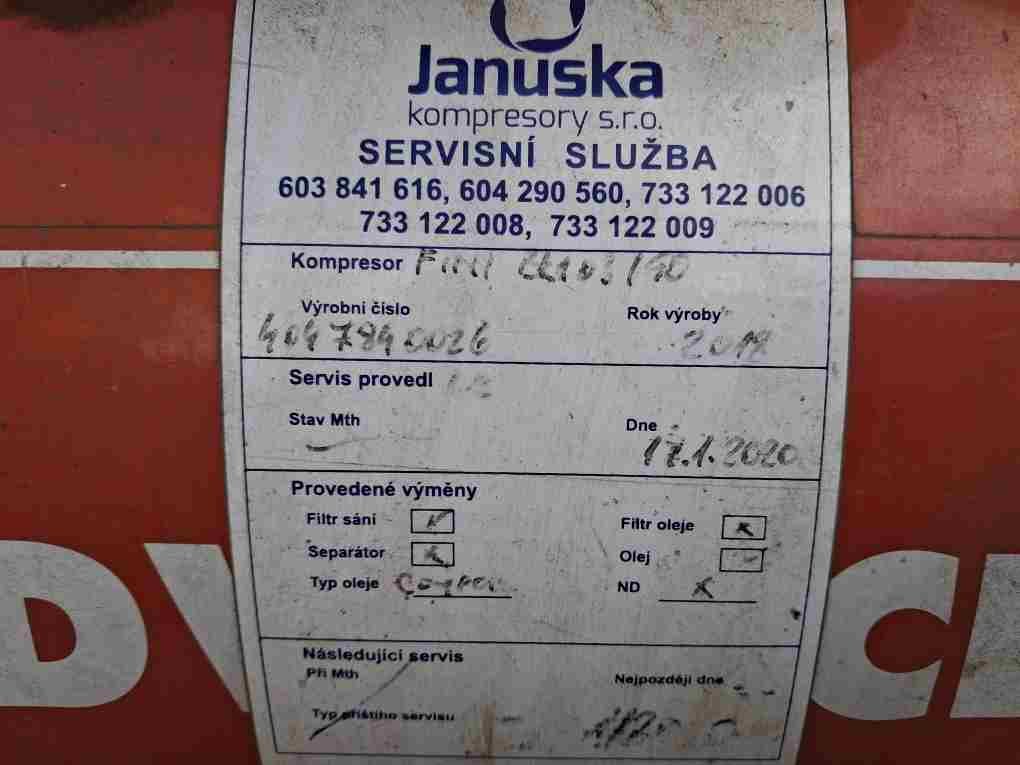 Januska
kompresory s.r.o.
SERVISNÍ SLUŽBA
603 841 616, 604 290 560, 733 122 006
733 122 008, 733 122 009
Kompresor
Výrobní číslo Rok výroby
4047840026 2018
Servis provedl
Stav Mth Dne
17.1.2020
Provedené výměny
Filtr sání Filtr oleje
Separátor Olej
Typ oleje ND X
Následující servis
Při Mth Nejpozději dne
Typ příštího servisu